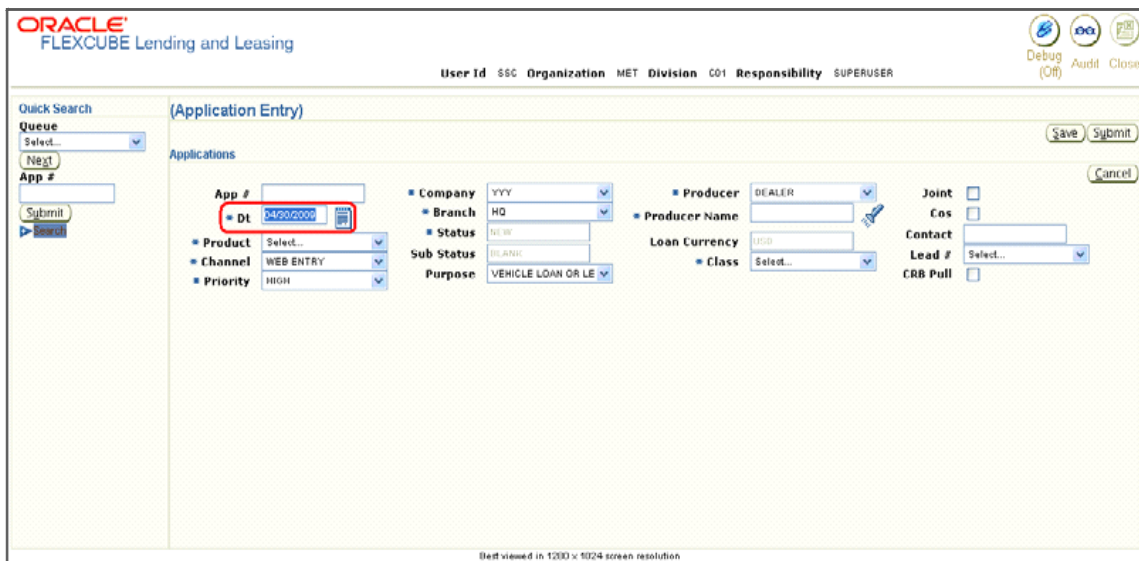 ORACLE
FLEXCUBE Lending and Leasing
Debug (Off) Audit Close
User Id SSC Organization MET Division C01 Responsibility SUPERUSER
Quick Search
Queue
Select...
Next
App #
Submit
Search
(Application Entry)
Save Submit
Applications
Cancel
App # Company YYY Producer DEALER Joint
Dt 04/30/2009 Branch HQ Producer Name Cos
Status NEW Loan Currency USD Contact
Product Select... Sub Status BLANK Class Select... Lead # Select...
Channel WEB ENTRY Purpose VEHICLE LOAN OR LE CRB Pull
Priority HIGH
Best viewed in 1280 x 1024 screen resolution